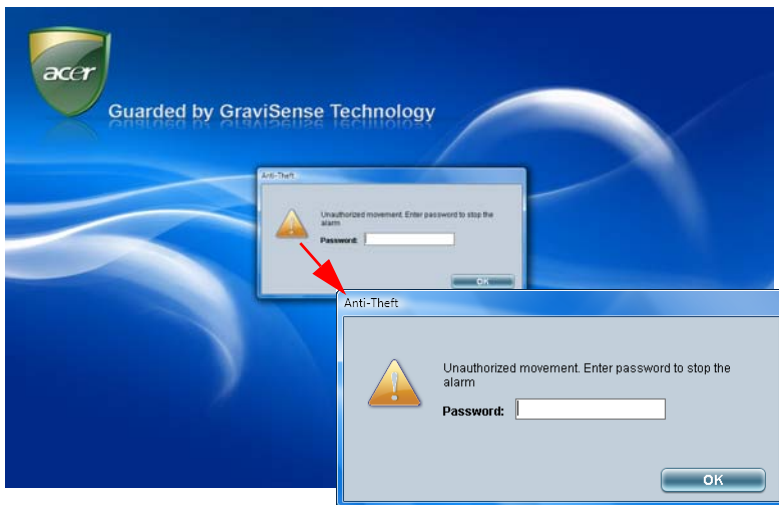 acer
Guarded by GraviSense Technology
Anti-Theft
Unauthorized movement. Enter password to stop the
alarm
Password:
OK
Anti-Theft
Unauthorized movement. Enter password to stop the
alarm
Password:
OK